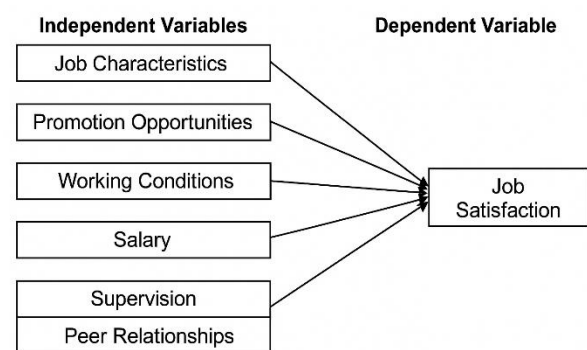 Independent Variables
Dependent Variable
Job Characteristics
Promotion Opportunities
Working Conditions
Salary
Supervision
Peer Relationships
Job
Satisfaction